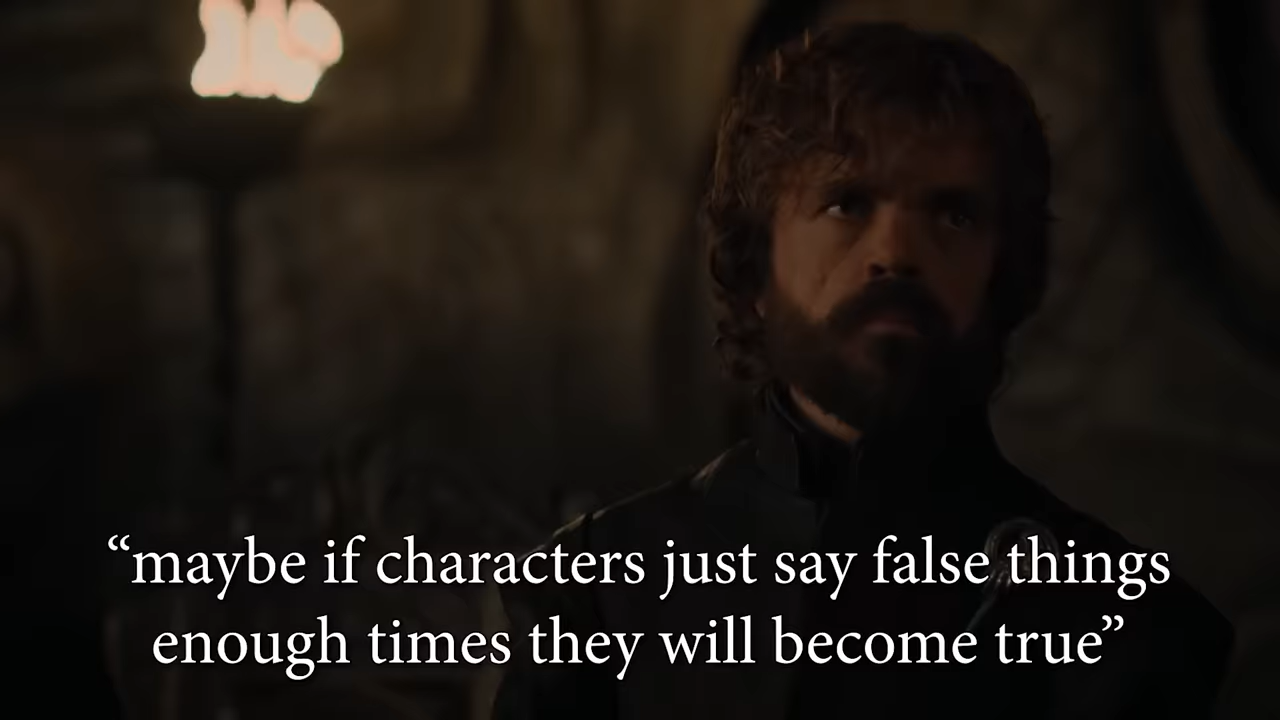 “maybe if characters just say false things
enough times they will become true”